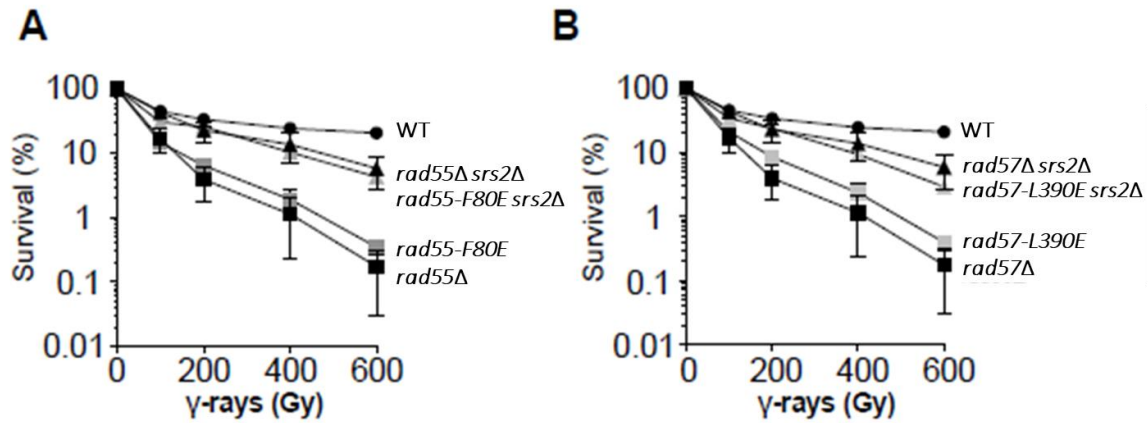 A
Survival (%)
100
10
1
0.1
0.01
0 200 400 600
γ-rays (Gy)
WT
rad55Δ srs2Δ
rad55-F80E srs2Δ
rad55-F80E
rad55Δ
B
Survival (%)
100
10
1
0.1
0.01
0 200 400 600
γ-rays (Gy)
WT
rad57Δ srs2Δ
rad57-L390E srs2Δ
rad57-L390E
rad57Δ